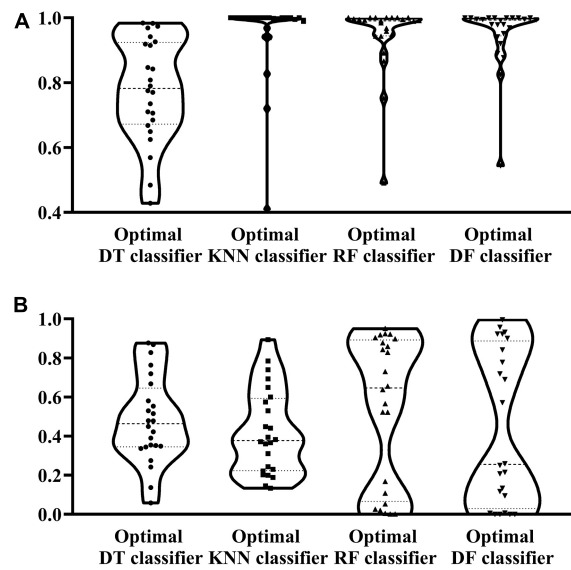 A
1.0
0.8
0.6
0.4
Optimal DT classifier
Optimal KNN classifier
Optimal RF classifier
Optimal DF classifier
B
1.0
0.8
0.6
0.4
0.2
0.0
Optimal DT classifier
Optimal KNN classifier
Optimal RF classifier
Optimal DF classifier